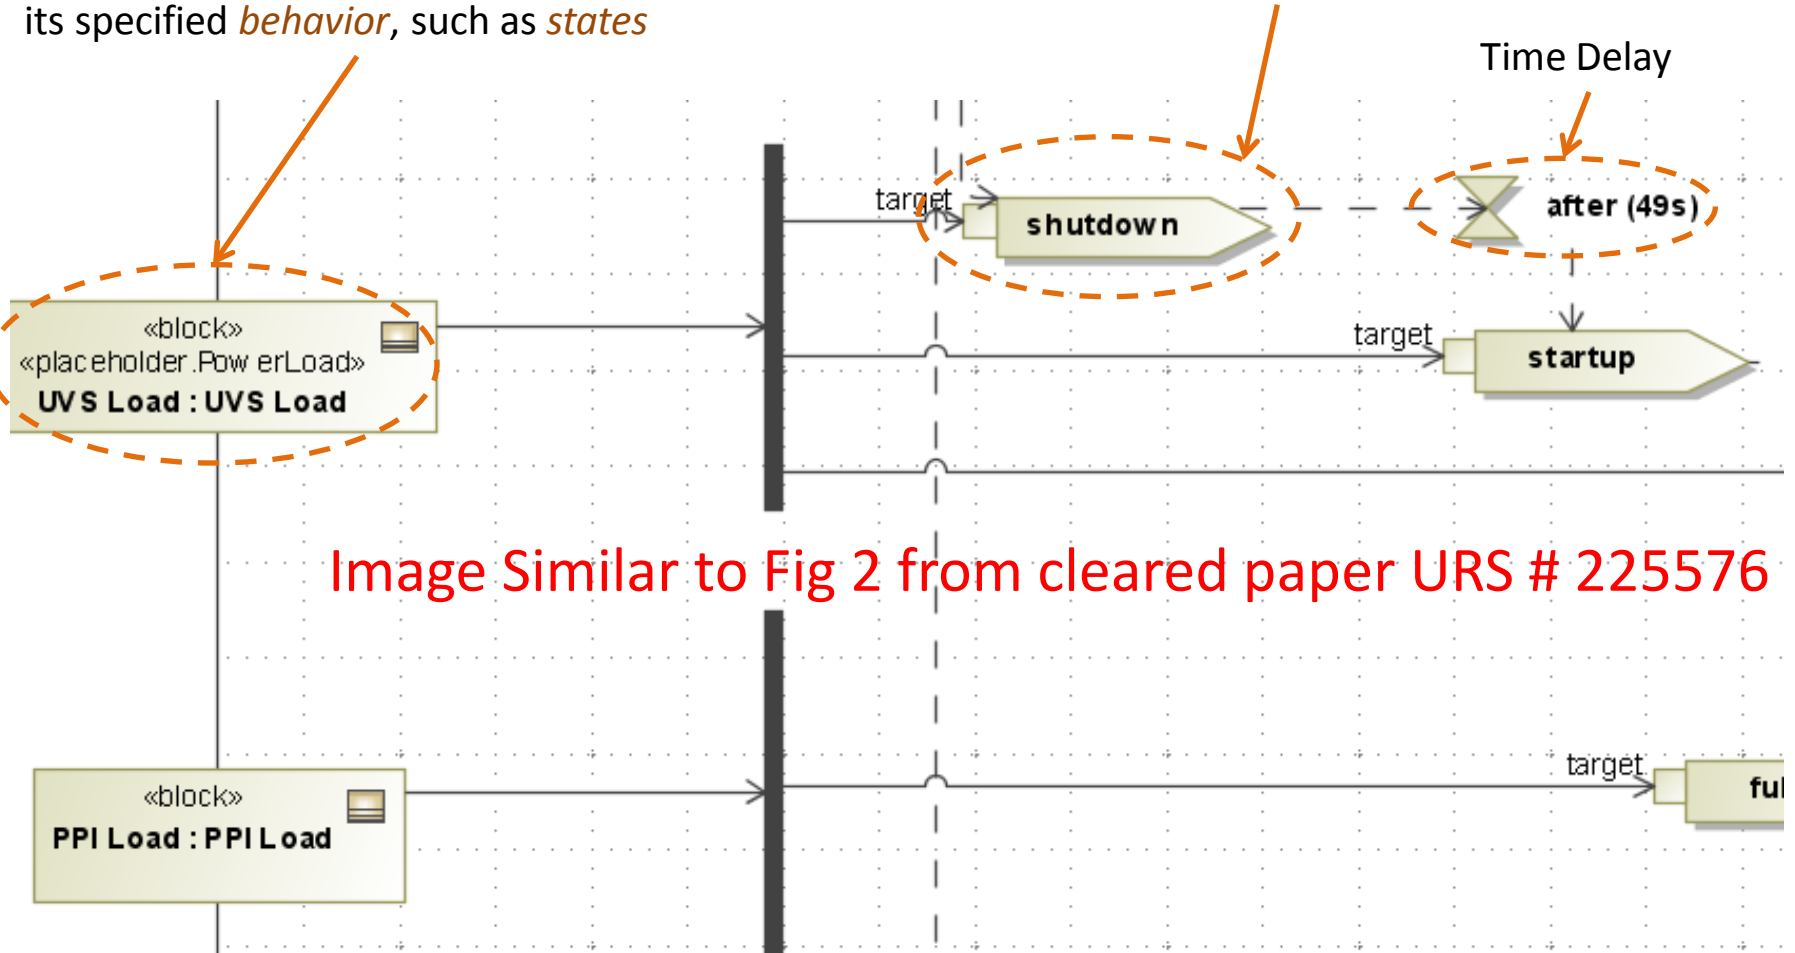 its specified behavior, such as states
Time Delay
target
shutdown
after (49s)
«block»
«placeholder.PowerLoad»
UVS Load : UVS Load
target
startup
Image Similar to Fig 2 from cleared paper URS # 225576
target
«block»
PPI Load : PPI Load